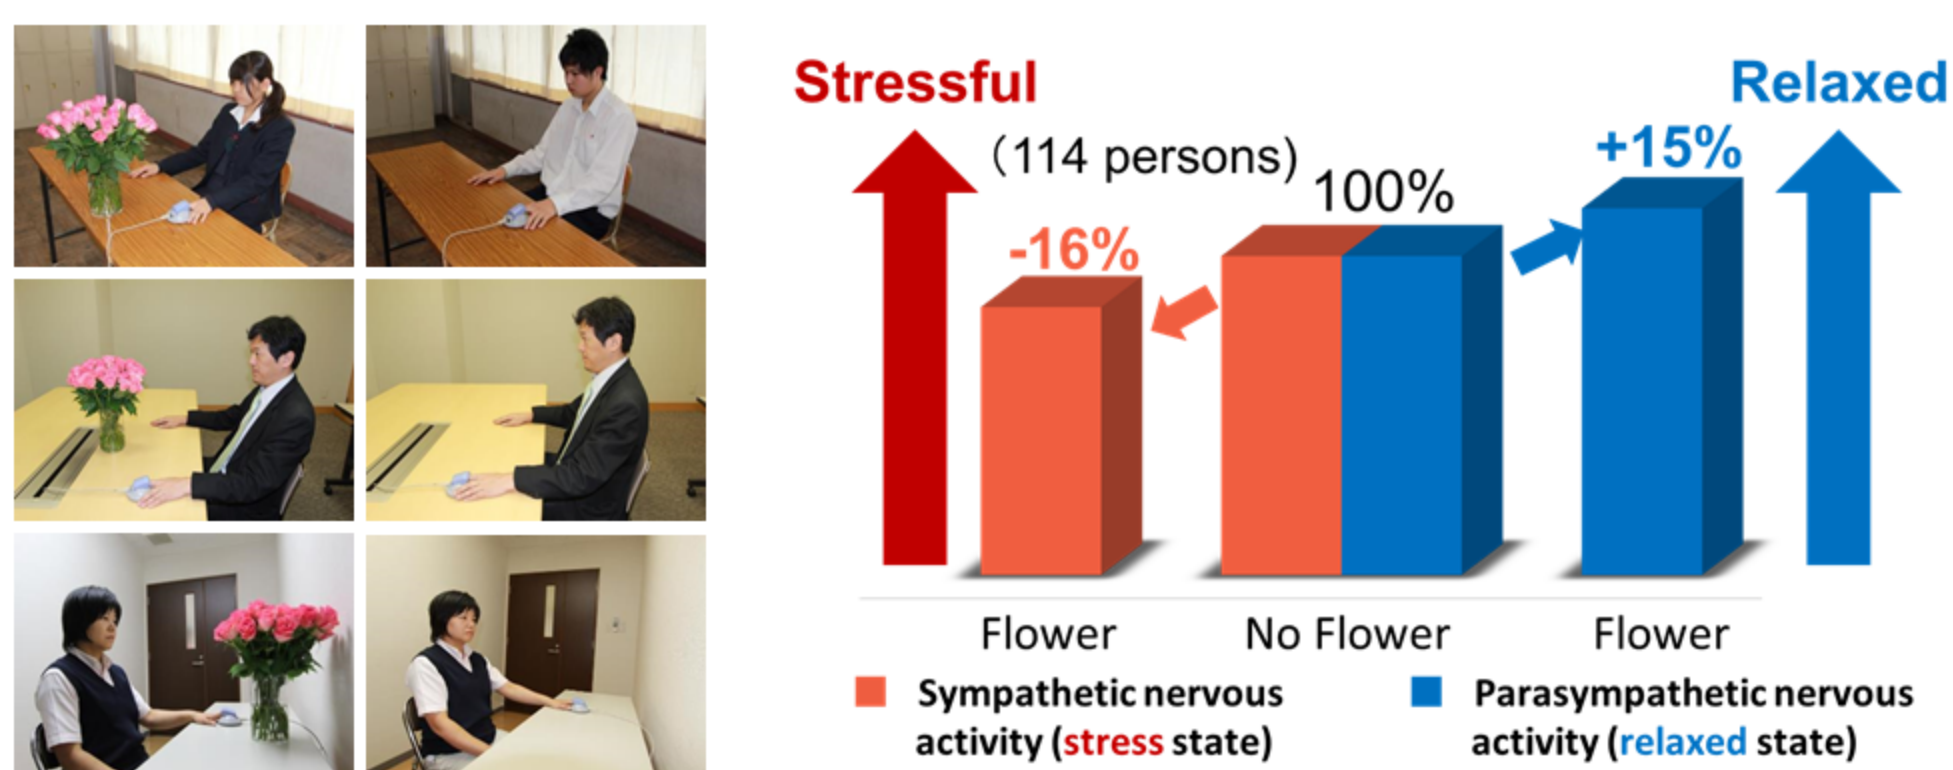 Stressful
Relaxed
（114 persons)
100%
+15%
-16%
Flower
No Flower
Flower
Sympathetic nervous
activity (stress state)
Parasympathetic nervous
activity (relaxed state)